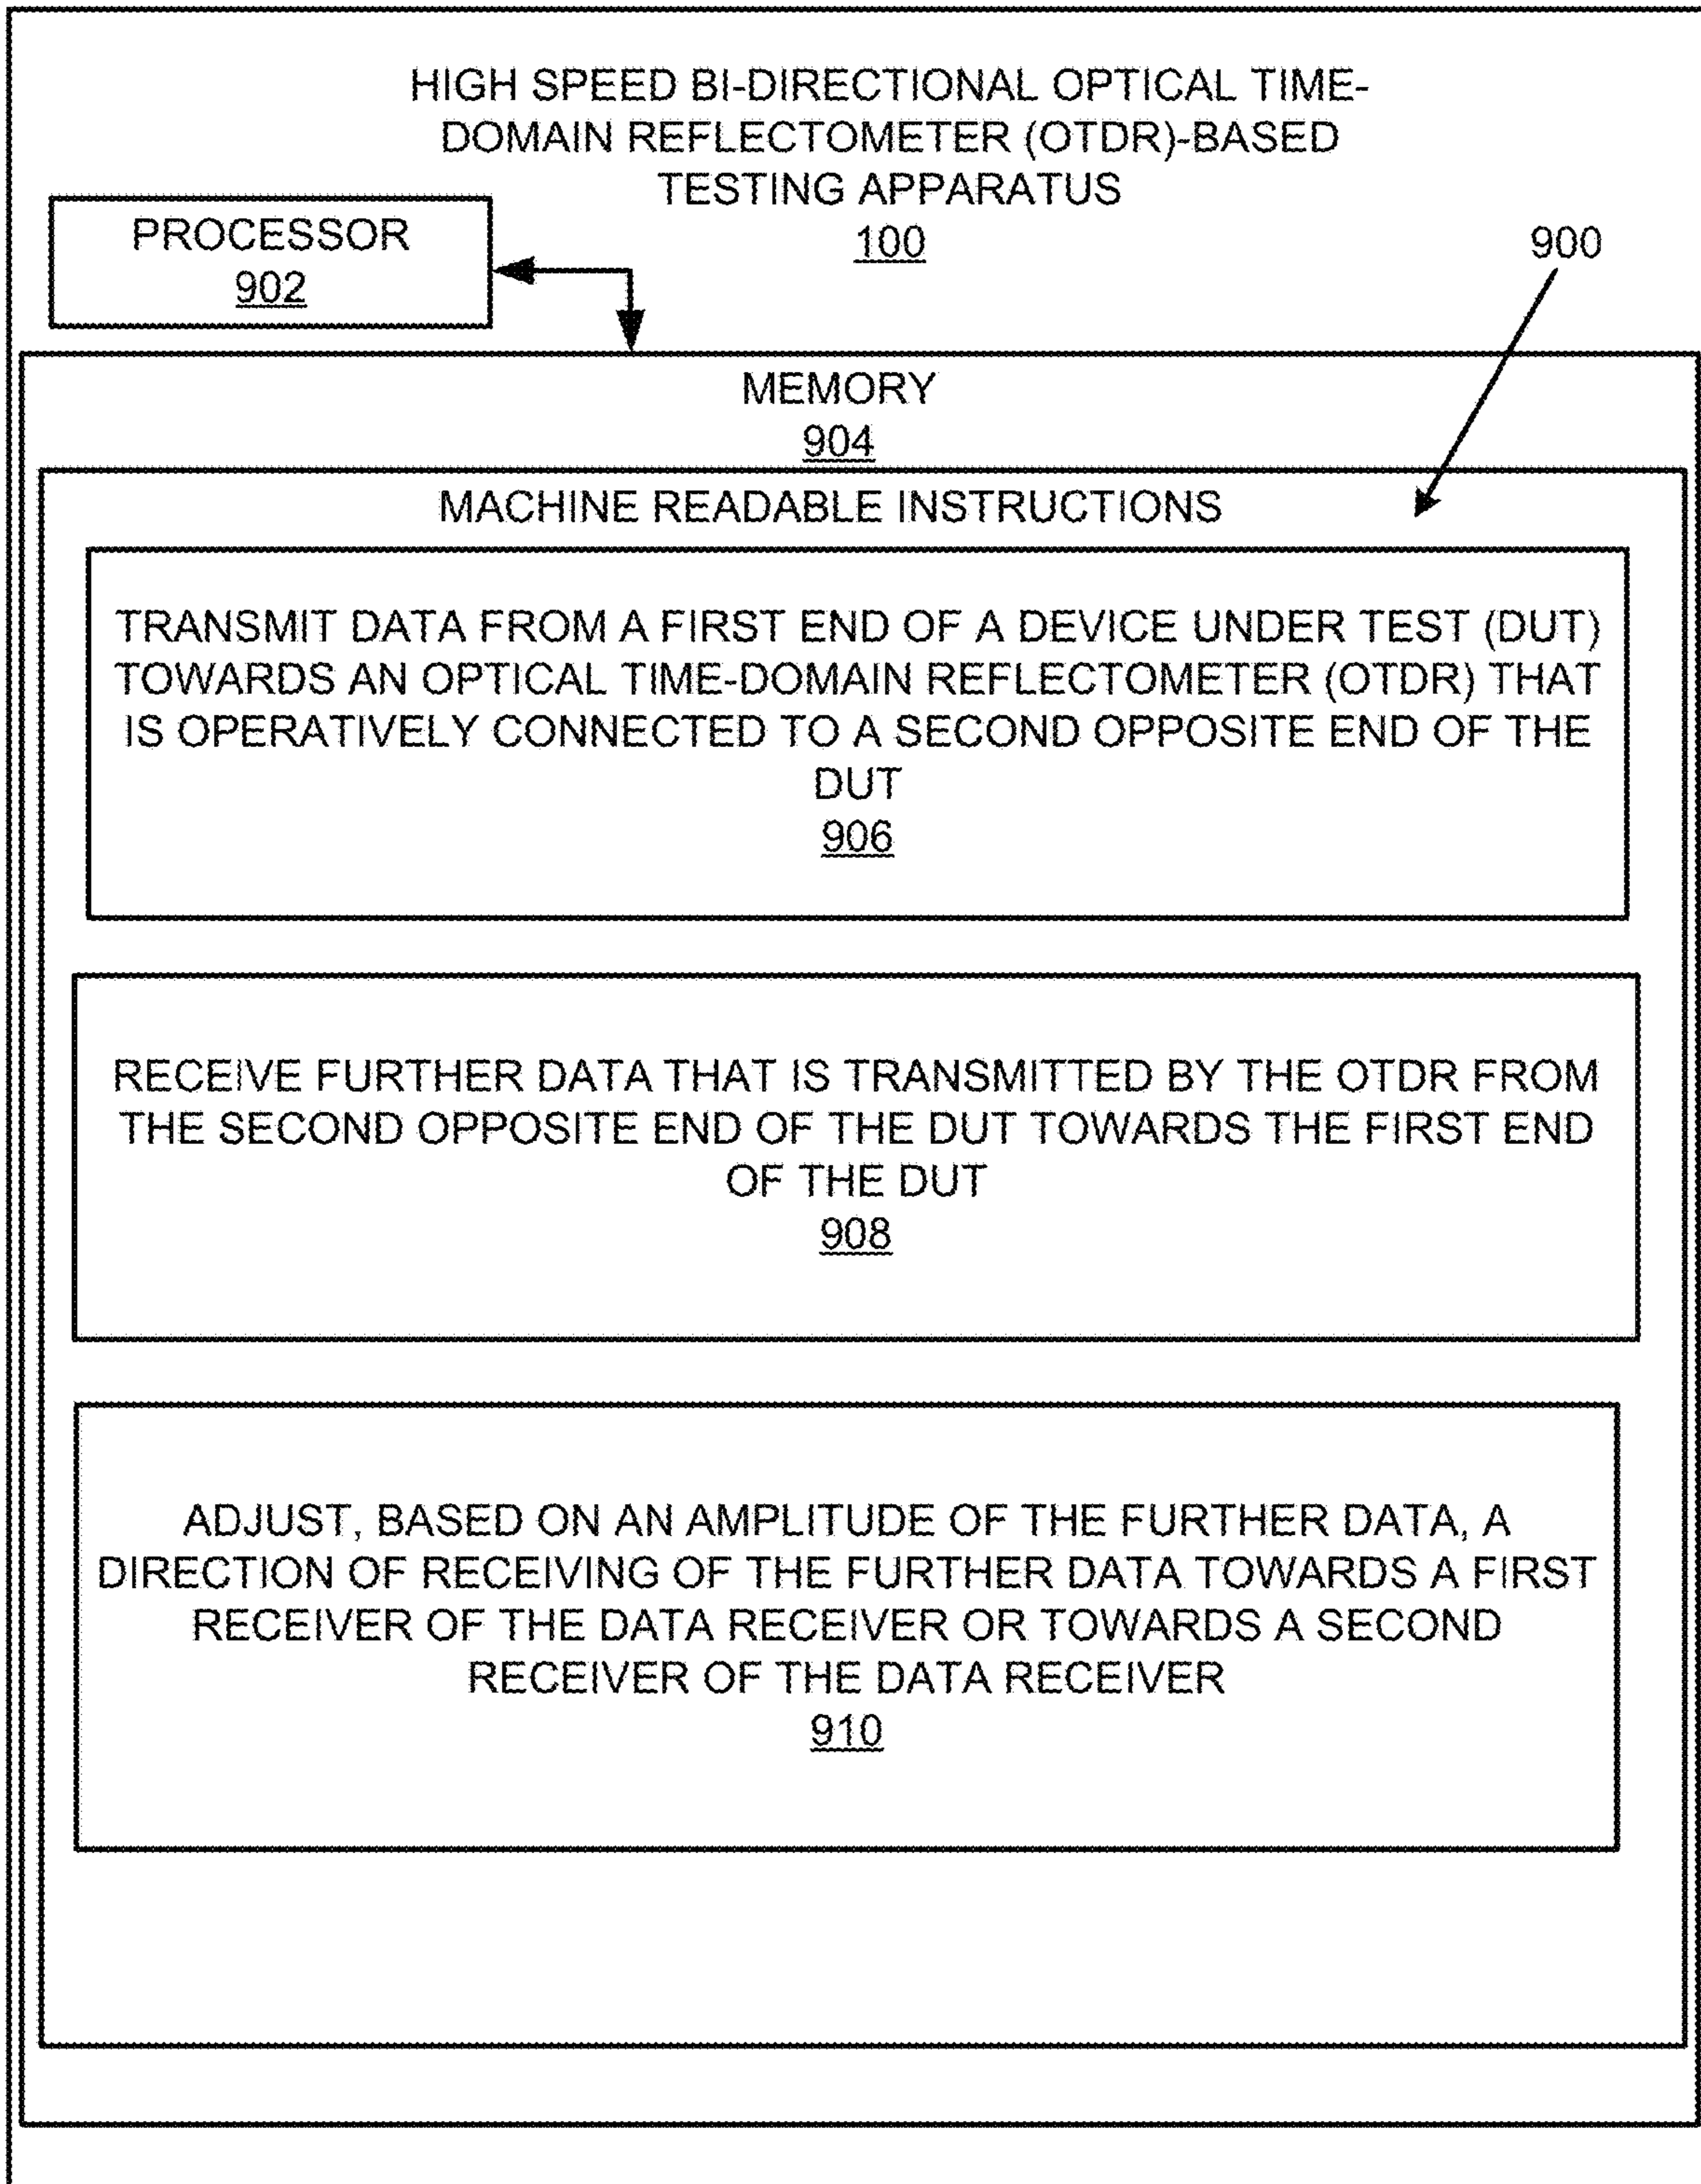 HIGH SPEED BI-DIRECTIONAL OPTICAL TIME-
DOMAIN REFLECTOMETER (OTDR)-BASED
TESTING APPARATUS
100
PROCESSOR
902
900
MEMORY
904
MACHINE READABLE INSTRUCTIONS
TRANSMIT DATA FROM A FIRST END OF A DEVICE UNDER TEST (DUT)
TOWARDS AN OPTICAL TIME-DOMAIN REFLECTOMETER (OTDR) THAT
IS OPERATIVELY CONNECTED TO A SECOND OPPOSITE END OF THE
DUT
906
RECEIVE FURTHER DATA THAT IS TRANSMITTED BY THE OTDR FROM
THE SECOND OPPOSITE END OF THE DUT TOWARDS THE FIRST END
OF THE DUT
908
ADJUST, BASED ON AN AMPLITUDE OF THE FURTHER DATA, A
DIRECTION OF RECEIVING OF THE FURTHER DATA TOWARDS A FIRST
RECEIVER OF THE DATA RECEIVER OR TOWARDS A SECOND
RECEIVER OF THE DATA RECEIVER
910